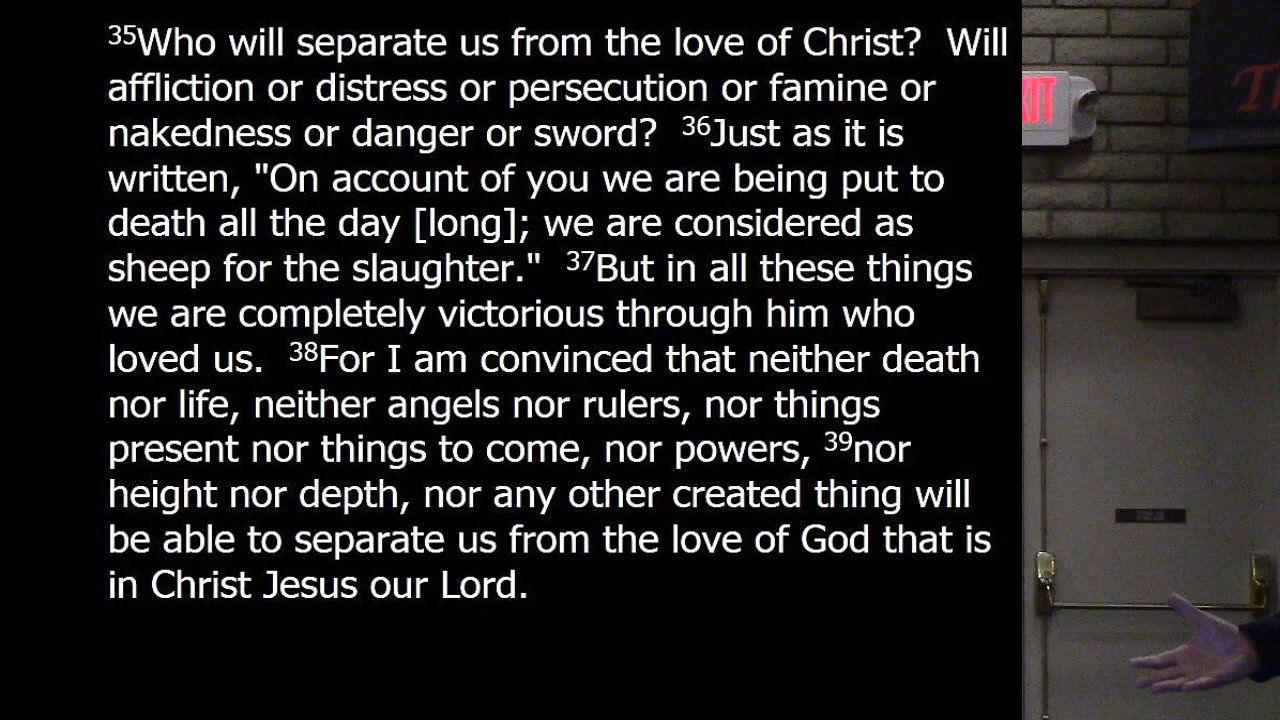 ³⁵Who will separate us from the love of Christ?  Will
affliction or distress or persecution or famine or
nakedness or danger or sword?  ³⁶Just as it is
written, "On account of you we are being put to
death all the day [long]; we are considered as
sheep for the slaughter."  ³⁷But in all these things
we are completely victorious through him who
loved us.  ³⁸For I am convinced that neither death
nor life, neither angels nor rulers, nor things
present nor things to come, nor powers, ³⁹nor
height nor depth, nor any other created thing will
be able to separate us from the love of God that is
in Christ Jesus our Lord.
XIT